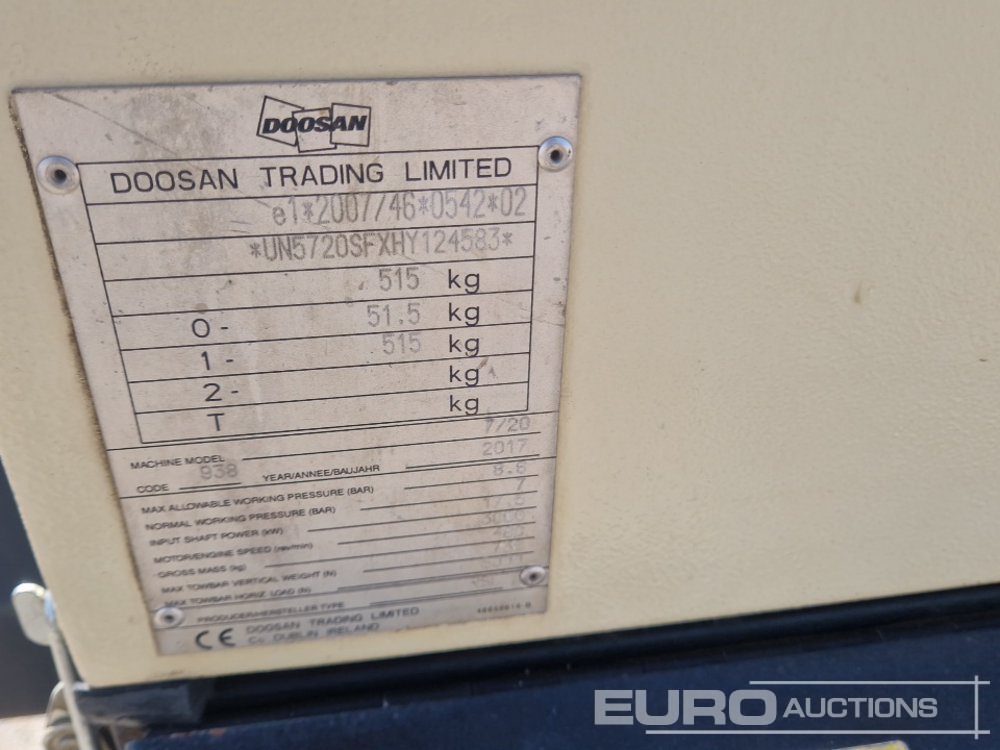 DOOSAN
DOOSAN TRADING LIMITED
e1*2007/46*0542*02
*UN5720SFXHY124583*
515 kg
0- 51.5 kg
1- 515 kg
2- kg
T kg
MACHINE MODEL 7/20
CODE 938 YEAR/ANNEE/BAUJAHR 2017
MAX ALLOWABLE WORKING PRESSURE (BAR) 8.6
NORMAL WORKING PRESSURE (BAR) 7
INPUT SHAFT POWER (kW) 17.5
MOTOR/ENGINE SPEED (rev/min)
GROSS MASS (kg)
MAX TOWBAR VERTICAL WEIGHT (N)
MAX TOWBAR HORIZ. LOAD (N)
PRODUCER/HERSTELLER TYPE
CE DOOSAN TRADING LIMITED
Co DUBLIN IRELAND
EURO AUCTIONS